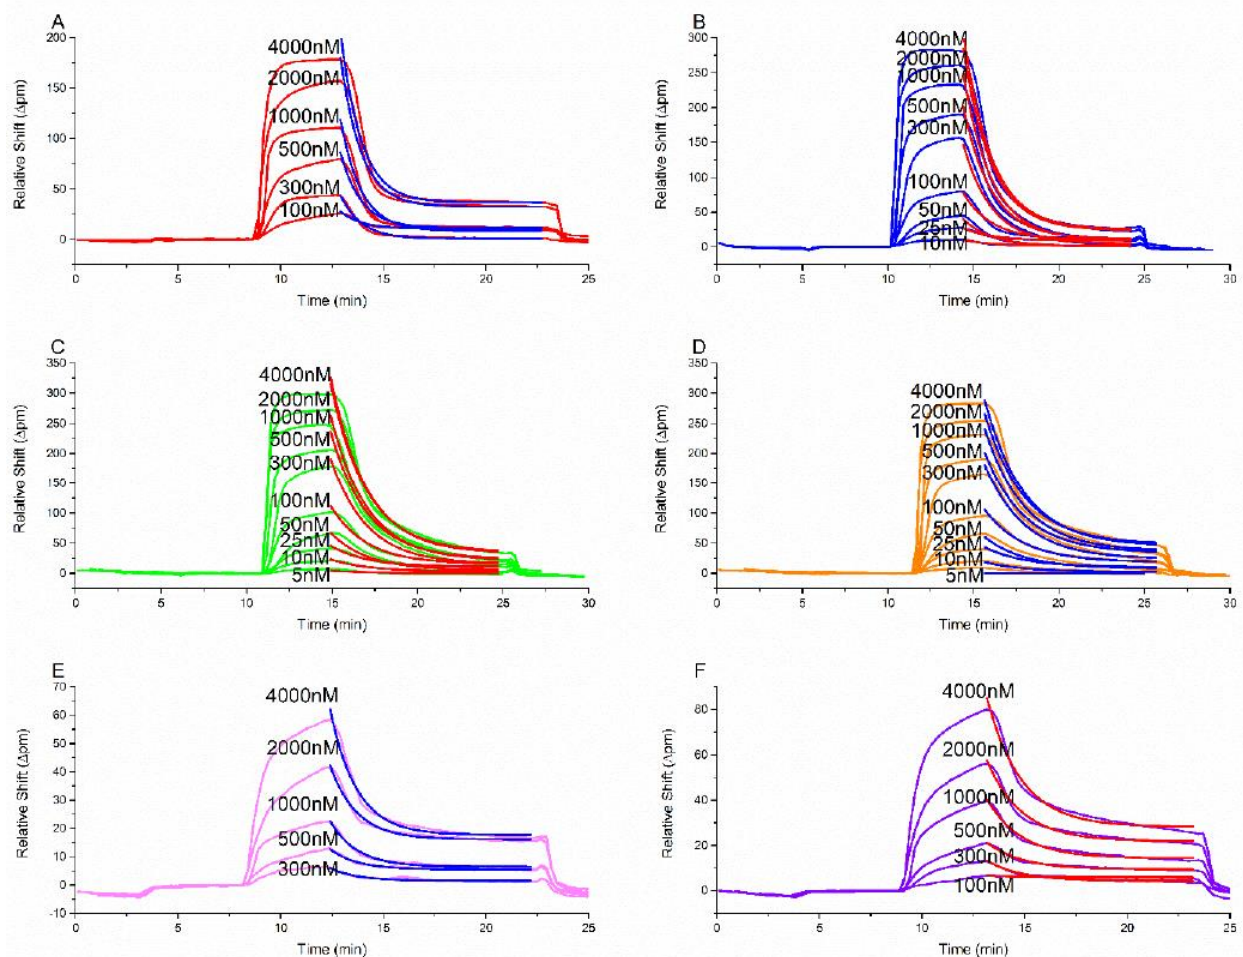 A
4000nM
2000nM
1000nM
500nM
300nM
100nM
200
150
100
50
0
Relative Shift (Δpm)
0
5
10
15
20
25
Time (min)
B
4000nM
2000nM
1000nM
500nM
300nM
100nM
50nM
25nM
10nM
300
250
200
150
100
50
0
Relative Shift (Δpm)
0
5
10
15
20
25
30
Time (min)
C
4000nM
2000nM
1000nM
500nM
300nM
100nM
50nM
25nM
10nM
5nM
350
300
250
200
150
100
50
0
Relative Shift (Δpm)
0
5
10
15
20
25
30
Time (min)
D
4000nM
2000nM
1000nM
500nM
300nM
100nM
50nM
25nM
10nM
5nM
350
300
250
200
150
100
50
0
Relative Shift (Δpm)
0
5
10
15
20
25
30
Time (min)
E
4000nM
2000nM
1000nM
500nM
300nM
70
60
50
40
30
20
10
0
-10
Relative Shift (Δpm)
0
5
10
15
20
25
Time (min)
F
4000nM
2000nM
1000nM
500nM
300nM
100nM
80
60
40
20
0
Relative Shift (Δpm)
0
5
10
15
20
25
Time (min)